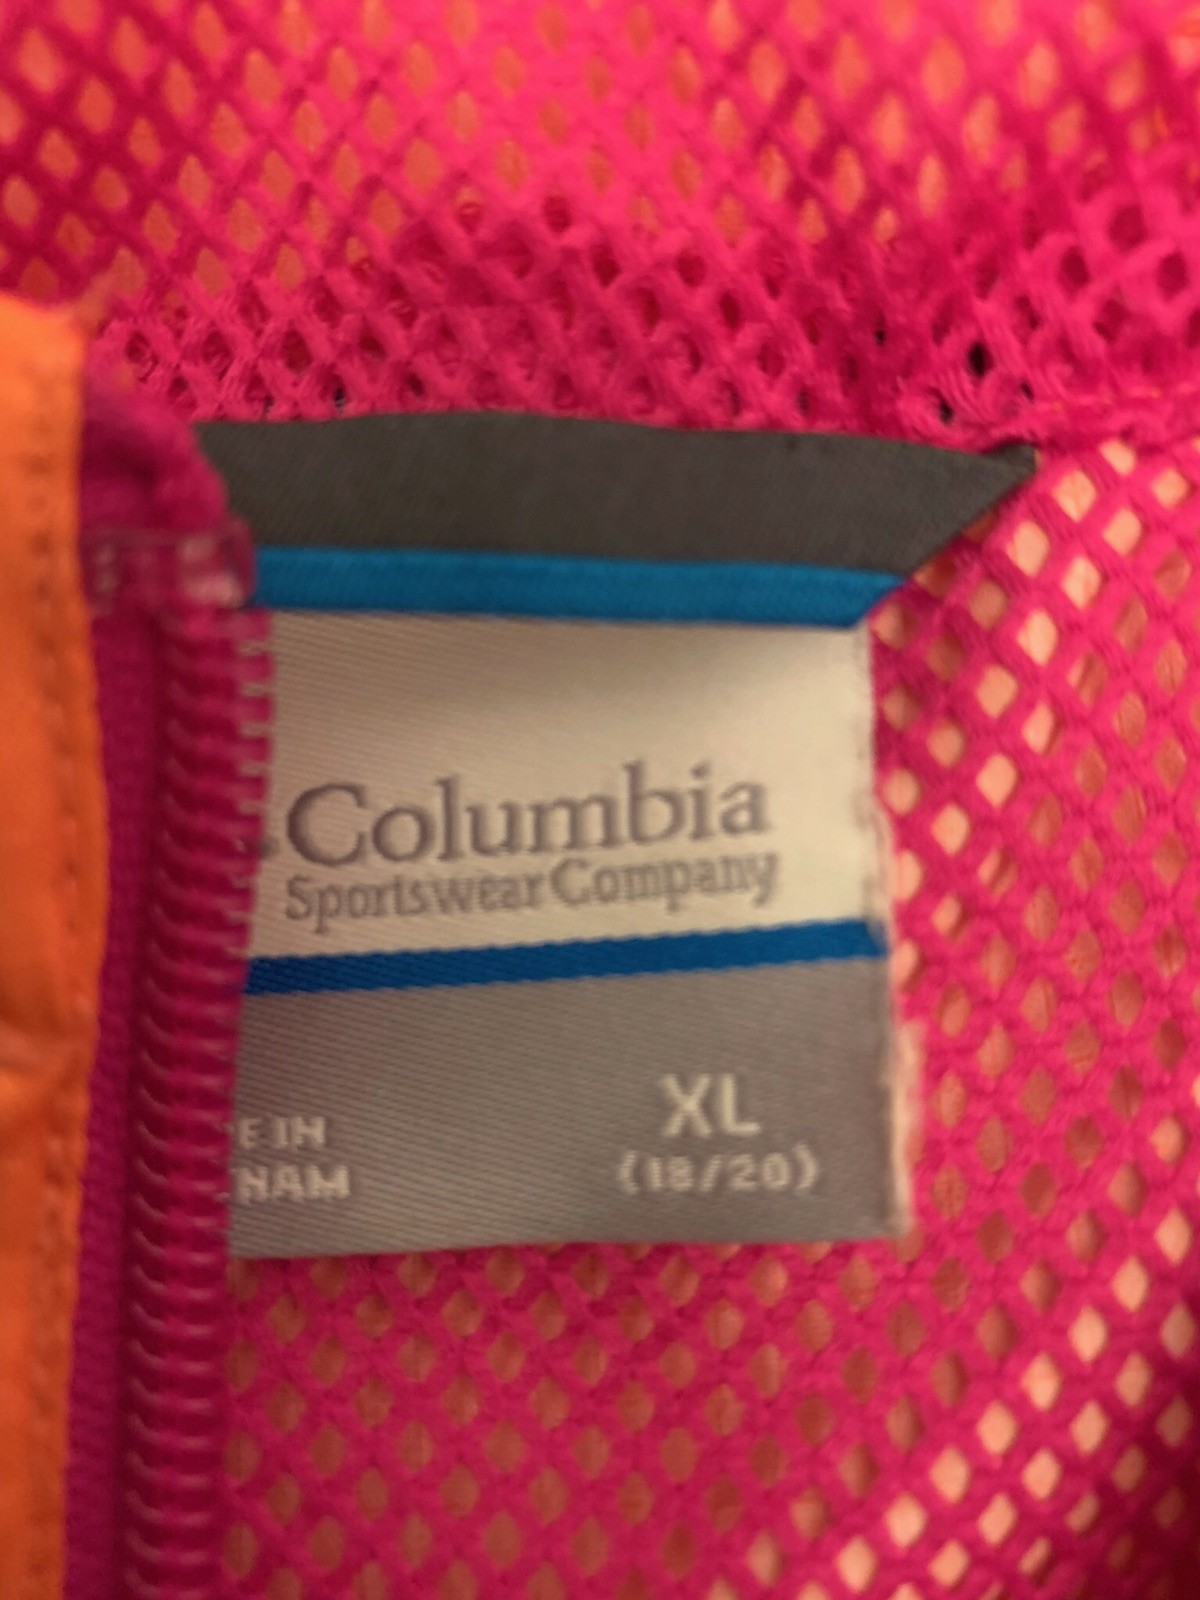 Columbia
Sportswear Company
XL
E IN
NAM
(18/20)